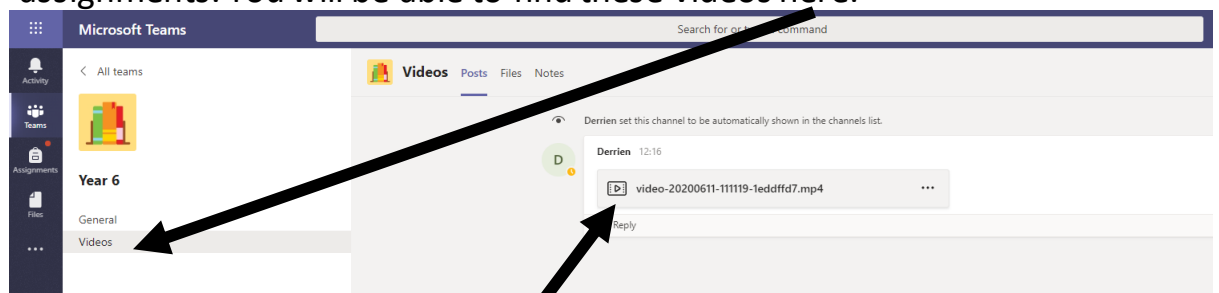 assignments. You will be able to find these videos here.
Microsoft Teams
Search for or command
Activity
All teams
Videos Posts Files Notes
Teams
Derrien set this channel to be automatically shown in the channels list.
D
Derrien 12:16
Assignments
Year 6
video-20200611-111119-1eddffd7.mp4
Files
General
Reply
Videos